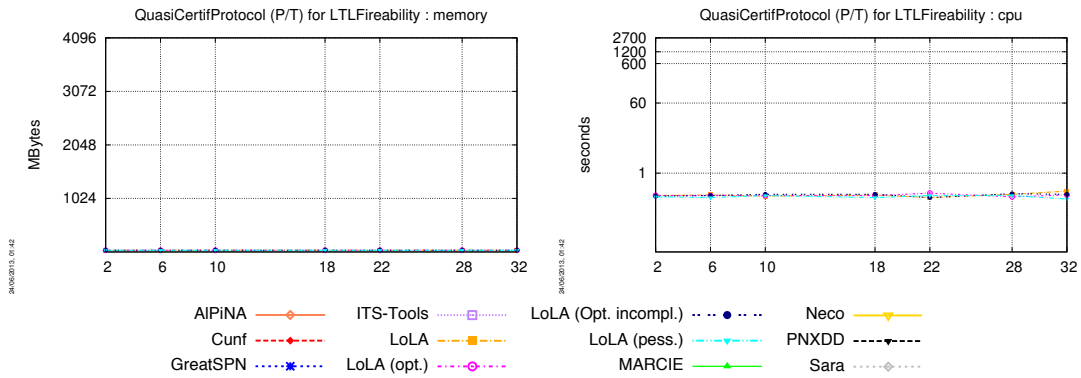 QuasiCertifProtocol (P/T) for LTLFireability : memory
4096
3072
2048
1024
MBytes
2 6 10 18 22 28 32
24/06/2013, 01:42
QuasiCertifProtocol (P/T) for LTLFireability : cpu
2700
1200
600
60
1
seconds
2 6 10 18 22 28 32
24/06/2013, 01:42
AlPiNA ITS-Tools LoLA (Opt. incompl.) Neco
Cunf LoLA LoLA (pess.) PNXDD
GreatSPN LoLA (opt.) MARCIE Sara